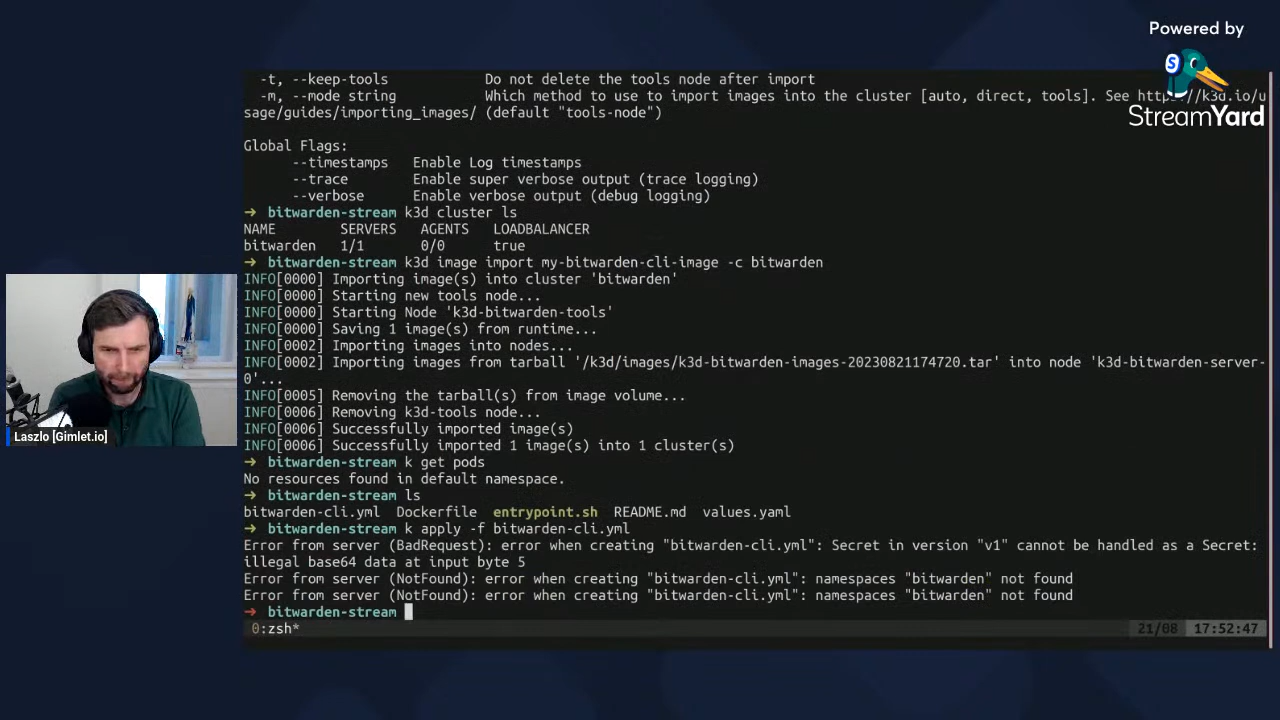 Powered by
StreamYard
-t, --keep-tools Do not delete the tools node after import
-m, --mode string Which method to use to import images into the cluster [auto, direct, tools]. See https://k3d.io/u
sage/guides/importing_images/ (default "tools-node")
Global Flags:
--timestamps Enable Log timestamps
--trace Enable super verbose output (trace logging)
--verbose Enable verbose output (debug logging)
→ bitwarden-stream k3d cluster ls
NAME SERVERS AGENTS LOADBALANCER
bitwarden 1/1 0/0 true
→ bitwarden-stream k3d image import my-bitwarden-cli-image -c bitwarden
INFO[0000] Importing image(s) into cluster 'bitwarden'
INFO[0000] Starting new tools node...
INFO[0000] Starting Node 'k3d-bitwarden-tools'
INFO[0000] Saving 1 image(s) from runtime...
INFO[0002] Importing images into nodes...
INFO[0002] Importing images from tarball '/k3d/images/k3d-bitwarden-images-20230821174720.tar' into node 'k3d-bitwarden-server-
0'...
INFO[0005] Removing the tarball(s) from image volume...
INFO[0006] Removing k3d-tools node...
INFO[0006] Successfully imported image(s)
INFO[0006] Successfully imported 1 image(s) into 1 cluster(s)
→ bitwarden-stream k get pods
No resources found in default namespace.
→ bitwarden-stream ls
bitwarden-cli.yml Dockerfile entrypoint.sh README.md values.yaml
→ bitwarden-stream k apply -f bitwarden-cli.yml
Error from server (BadRequest): error when creating "bitwarden-cli.yml": Secret in version "v1" cannot be handled as a Secret:
illegal base64 data at input byte 5
Error from server (NotFound): error when creating "bitwarden-cli.yml": namespaces "bitwarden" not found
Error from server (NotFound): error when creating "bitwarden-cli.yml": namespaces "bitwarden" not found
→ bitwarden-stream
0:zsh* 21/08 17:52:47
Laszlo [Gimlet.io]